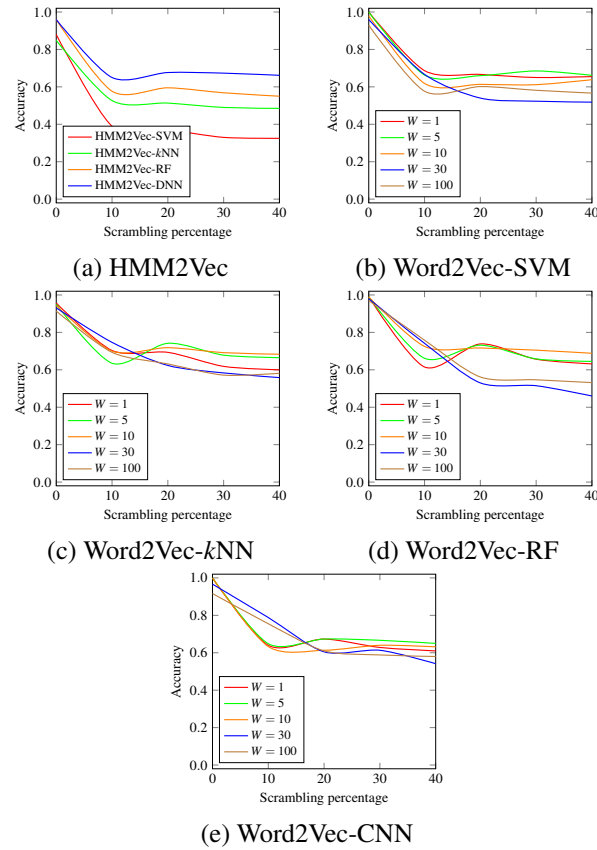 1.0
0.8
0.6
0.4
0.2
0.0
Accuracy
HMM2Vec-SVM
HMM2Vec-kNN
HMM2Vec-RF
HMM2Vec-DNN
0 10 20 30 40
Scrambling percentage
(a) HMM2Vec
1.0
0.8
0.6
0.4
0.2
0.0
Accuracy
W = 1
W = 5
W = 10
W = 30
W = 100
0 10 20 30 40
Scrambling percentage
(b) Word2Vec-SVM
1.0
0.8
0.6
0.4
0.2
0.0
Accuracy
W = 1
W = 5
W = 10
W = 30
W = 100
0 10 20 30 40
Scrambling percentage
(c) Word2Vec-kNN
1.0
0.8
0.6
0.4
0.2
0.0
Accuracy
W = 1
W = 5
W = 10
W = 30
W = 100
0 10 20 30 40
Scrambling percentage
(d) Word2Vec-RF
1.0
0.8
0.6
0.4
0.2
0.0
Accuracy
W = 1
W = 5
W = 10
W = 30
W = 100
0 10 20 30 40
Scrambling percentage
(e) Word2Vec-CNN